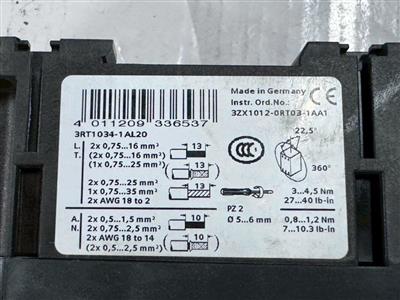 4 011209 336537
Made in Germany
Instr. Ord.No.:
3ZX1012-0RT03-1AA1
3RT1034-1AL20
CCC
CE
22,5°
360°
L. 2x 0,75...16 mm² 13
T. (2x 0,75...16 mm²)
(1x 0,75...25 mm²) 13
2x 0,75...25 mm²
1x 0,75...35 mm² 13
2x AWG 18 to 2
3...4,5 Nm
27...40 lb-in
A. 2x 0,5...1,5 mm² 10
N. 2x 0,75...2,5 mm²
2x AWG 18 to 14
(2x 0,5...2,5 mm²) 10
PZ 2
Ø 5...6 mm
0,8...1,2 Nm
7...10.3 lb-in